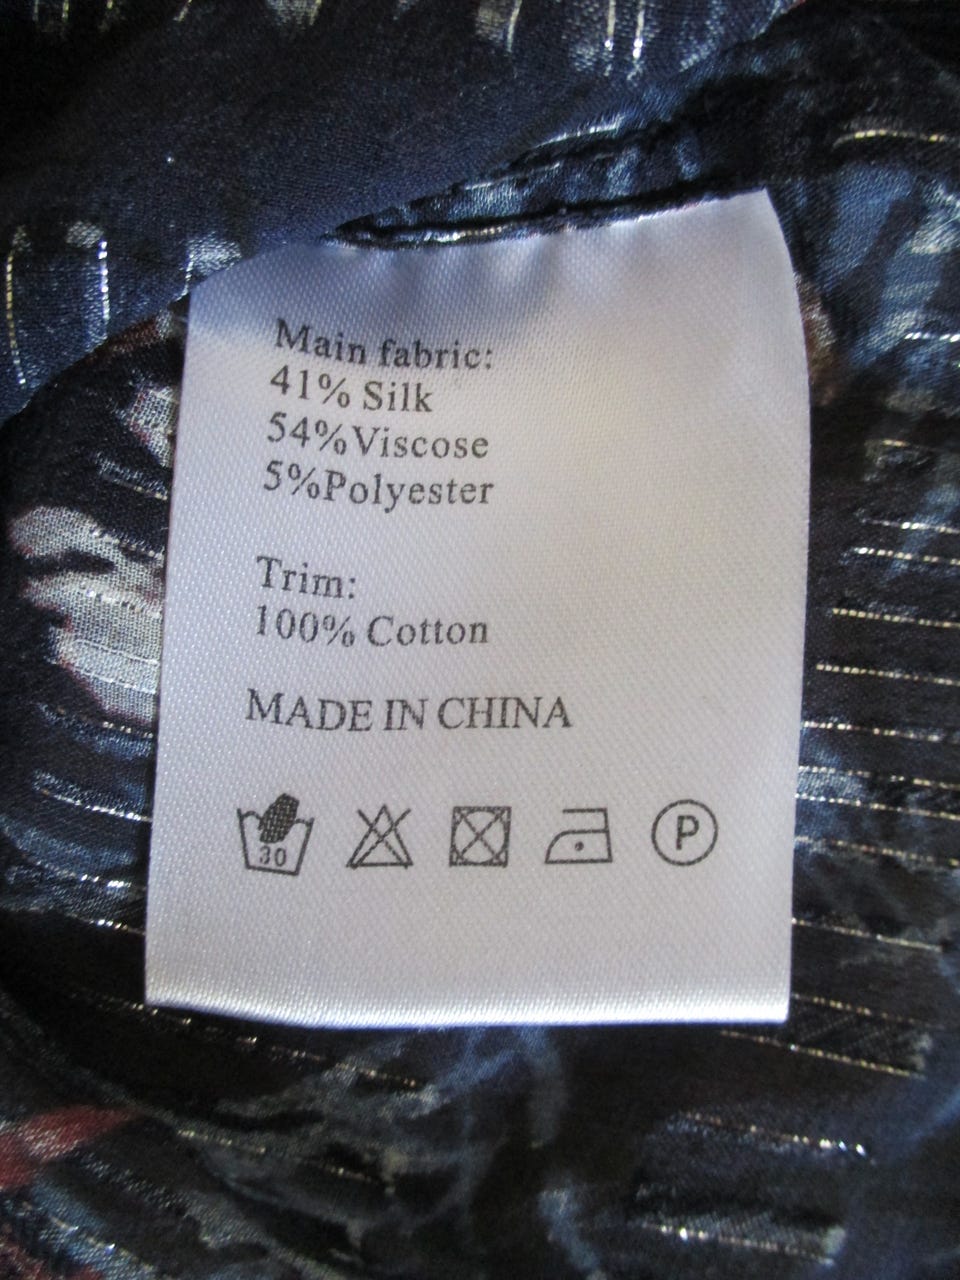 Main fabric:
41% Silk
54%Viscose
5%Polyester
Trim:
100% Cotton
MADE IN CHINA
30
P